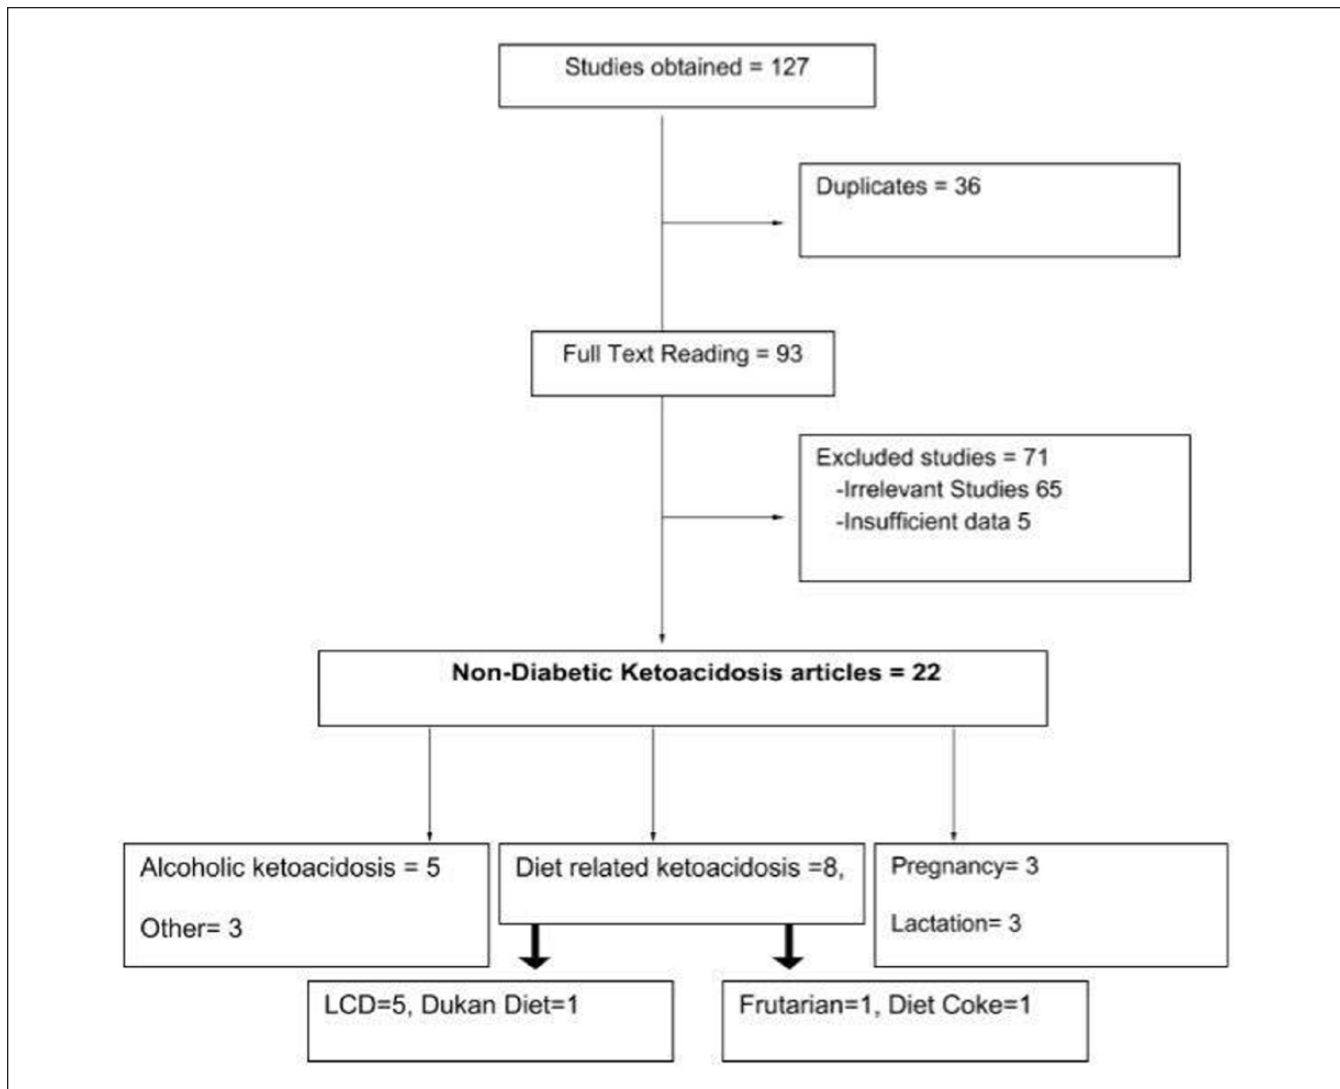 Studies obtained = 127
Duplicates = 36
Full Text Reading = 93
Excluded studies = 71
-Irrelevant Studies 65
-Insufficient data 5
Non-Diabetic Ketoacidosis articles = 22
Alcoholic ketoacidosis = 5
Other= 3
Diet related ketoacidosis =8,
Pregnancy= 3
Lactation= 3
LCD=5, Dukan Diet=1
Frutarian=1, Diet Coke=1